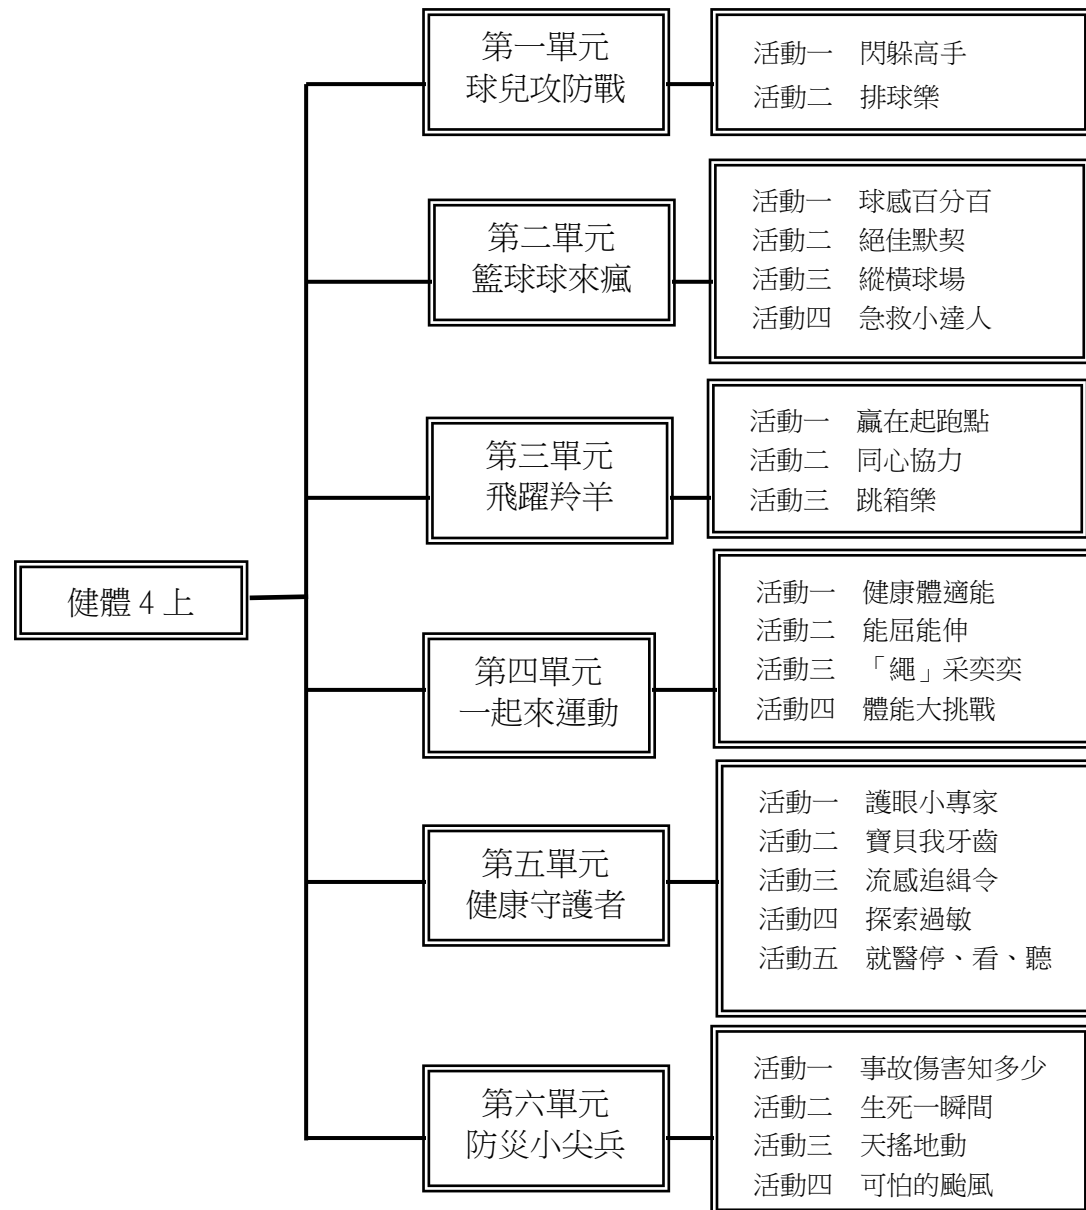 健體 4 上
第一單元
球兒攻防戰
活動一　閃躲高手
活動二　排球樂
第二單元
籃球球來瘋
活動一　球感百分百
活動二　絕佳默契
活動三　縱橫球場
活動四　急救小達人
第三單元
飛躍羚羊
活動一　贏在起跑點
活動二　同心協力
活動三　跳箱樂
第四單元
一起來運動
活動一　健康體適能
活動二　能屈能伸
活動三　「繩」采奕奕
活動四　體能大挑戰
第五單元
健康守護者
活動一　護眼小專家
活動二　寶貝我牙齒
活動三　流感追緝令
活動四　探索過敏
活動五　就醫停、看、聽
第六單元
防災小尖兵
活動一　事故傷害知多少
活動二　生死一瞬間
活動三　天搖地動
活動四　可怕的颱風